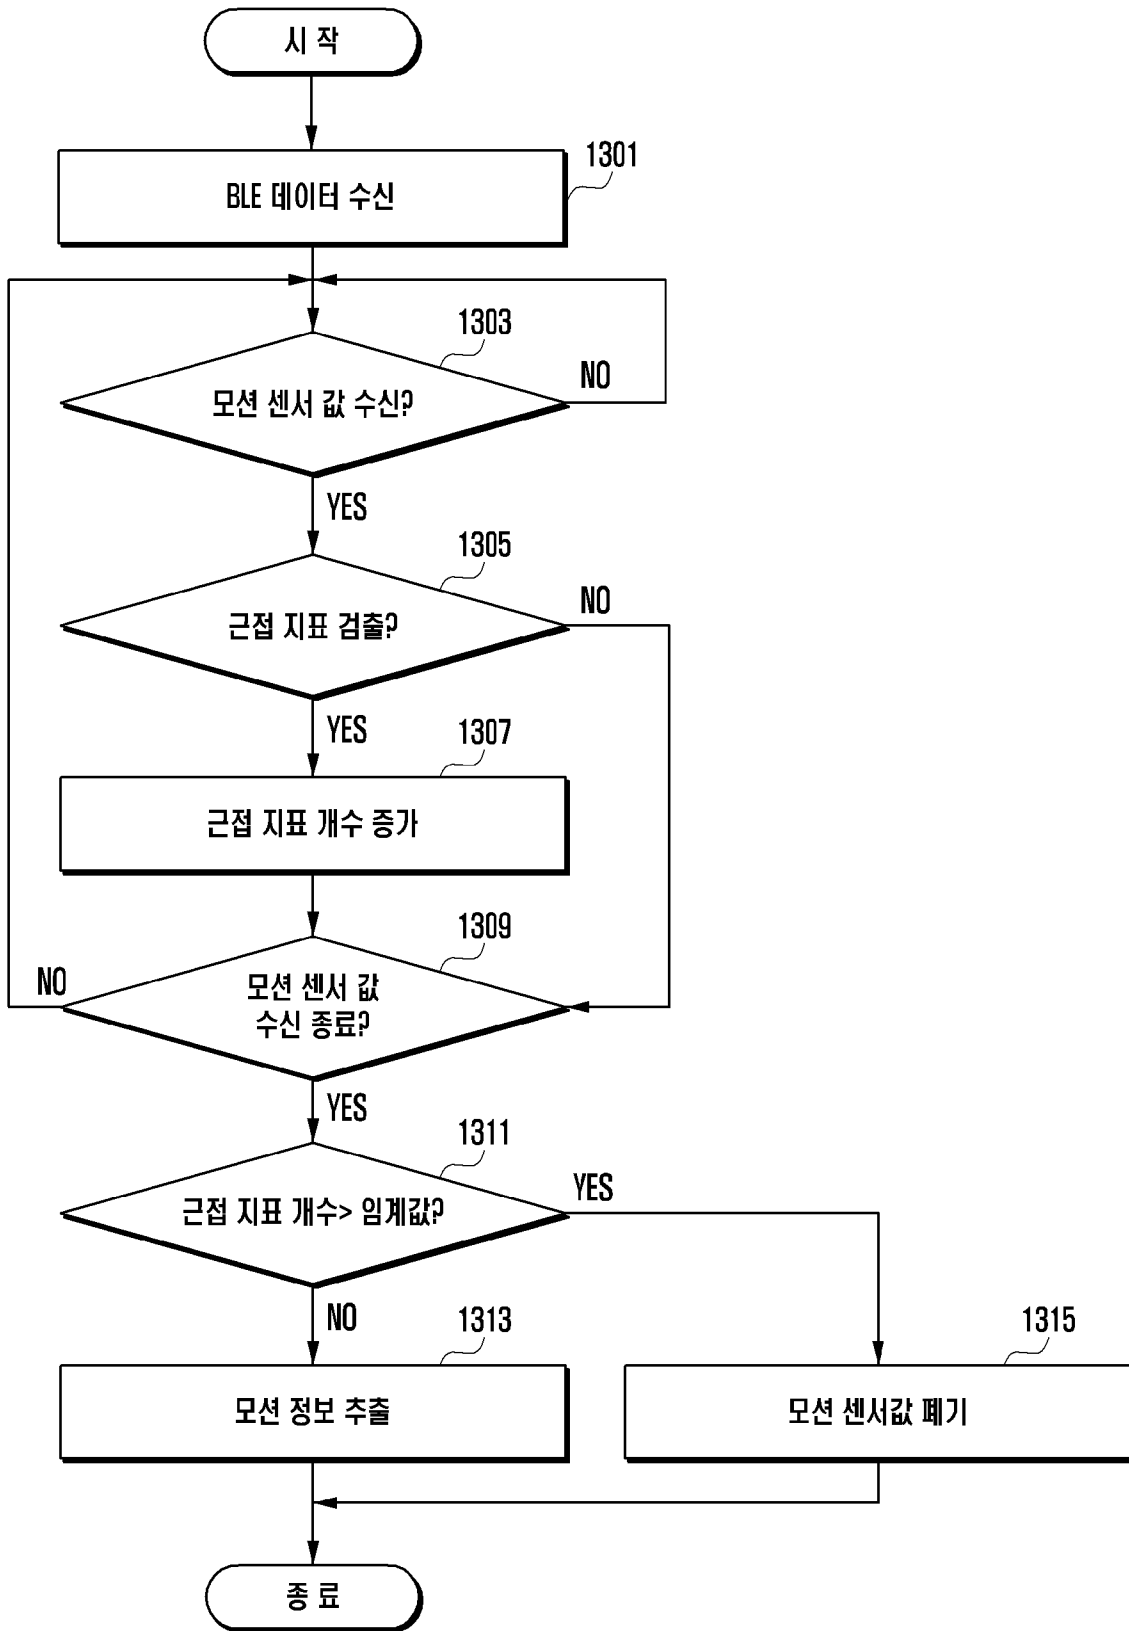 시 작
1301
BLE 데이터 수신
1303
모션 센서 값 수신?
NO
YES
1305
근접 지표 검출?
NO
YES
1307
근접 지표 개수 증가
1309
NO
모션 센서 값
수신 종료?
YES
1311
근접 지표 개수> 임계값?
YES
NO
1313
모션 정보 추출
1315
모션 센서값 폐기
종 료